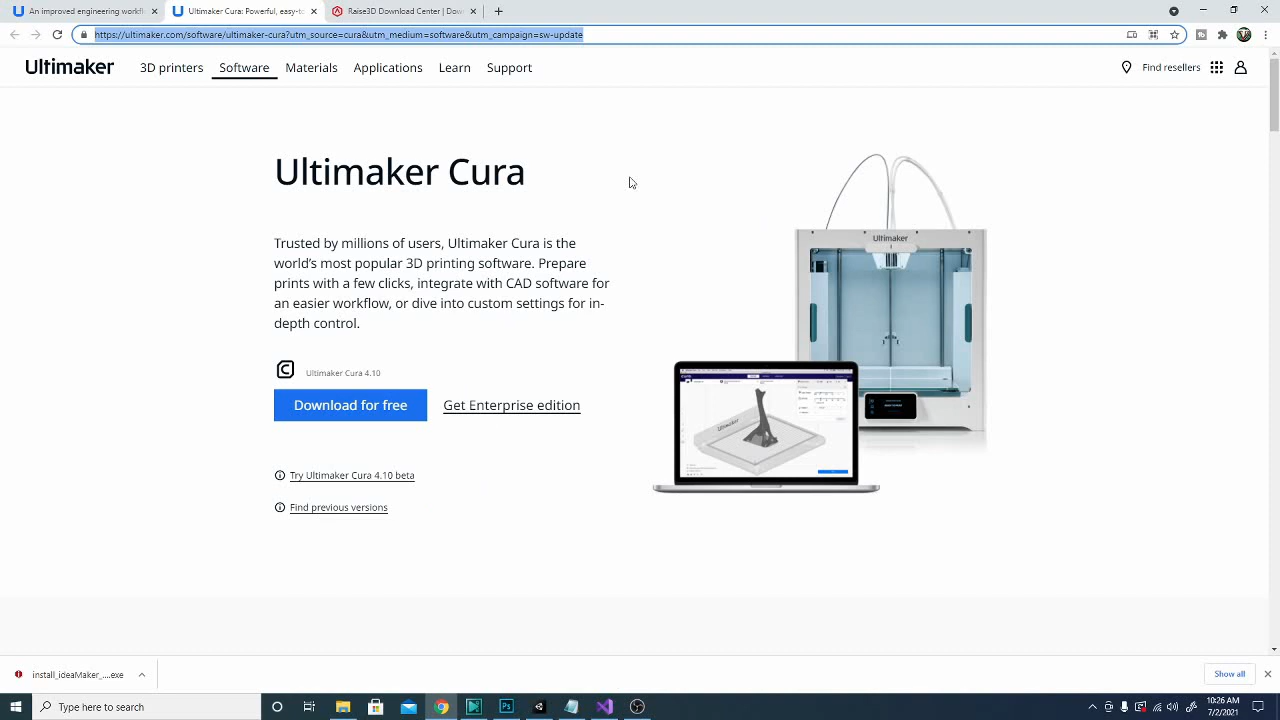 An improved engineering workfl
Ultimaker Cura: Powerful, easy-to
Raise3D Download Center | Dow
https://ultimaker.com/software/ultimaker-cura?utm_source=cura&utm_medium=software&utm_campaign=sw-update
Ultimaker
3D printers
Software
Materials
Applications
Learn
Support
Find resellers
Ultimaker Cura
Trusted by millions of users, Ultimaker Cura is the
world's most popular 3D printing software. Prepare
prints with a few clicks, integrate with CAD software for
an easier workflow, or dive into custom settings for in-
depth control.
Ultimaker Cura 4.10
Download for free
Get Enterprise edition
Try Ultimaker Cura 4.10 beta
Find previous versions
Ultimaker
install_ideaMaker_....exe
Show all
Type here to search
Ps
10:26 AM
7/2/2021